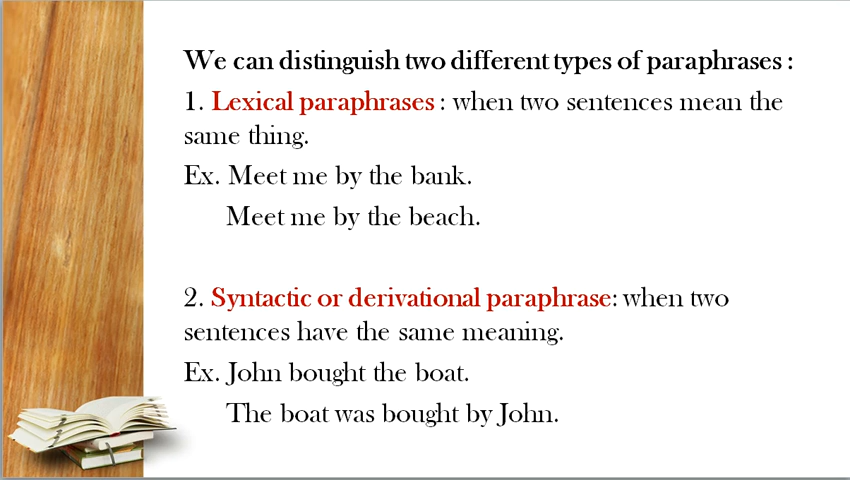 We can distinguish two different types of paraphrases :
1. Lexical paraphrases : when two sentences mean the
same thing.
Ex. Meet me by the bank.
Meet me by the beach.
2. Syntactic or derivational paraphrase: when two
sentences have the same meaning.
Ex. John bought the boat.
The boat was bought by John.